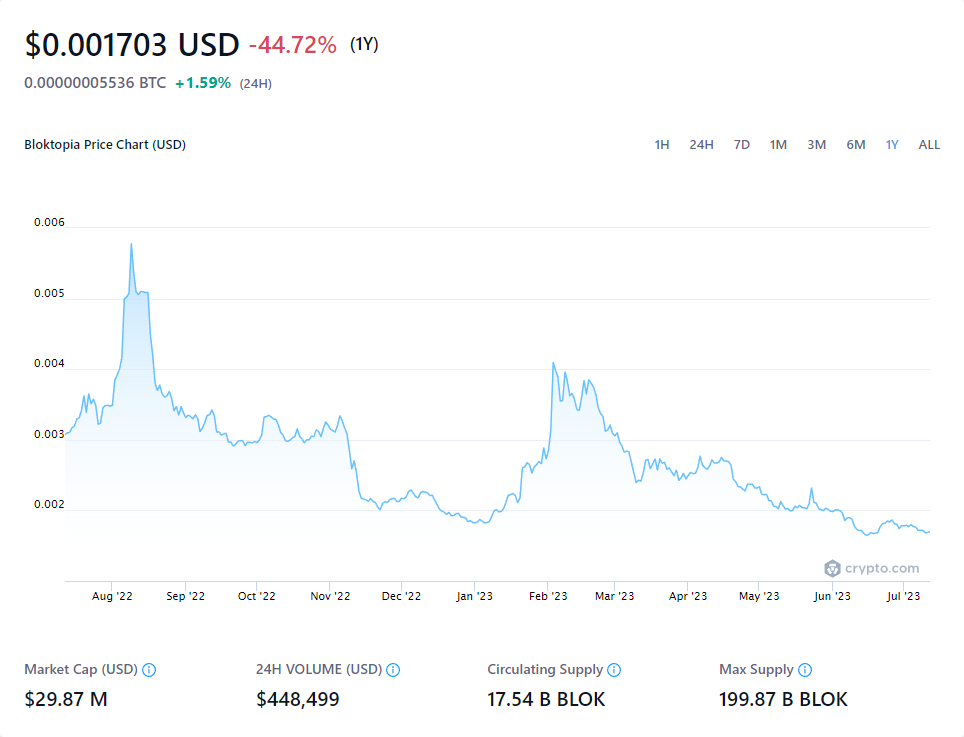 $0.001703 USD -44.72% (1Y)
0.00000005536 BTC +1.59% (24H)
Bloktopia Price Chart (USD) 1H 24H 7D 1M 3M 6M 1Y ALL
0.006
0.005
0.004
0.003
0.002
crypto.com
Aug '22 Sep '22 Oct '22 Nov '22 Dec '22 Jan '23 Feb '23 Mar '23 Apr '23 May '23 Jun '23 Jul '23
Market Cap (USD) 24H VOLUME (USD) Circulating Supply Max Supply
$29.87 M $448,499 17.54 B BLOK 199.87 B BLOK